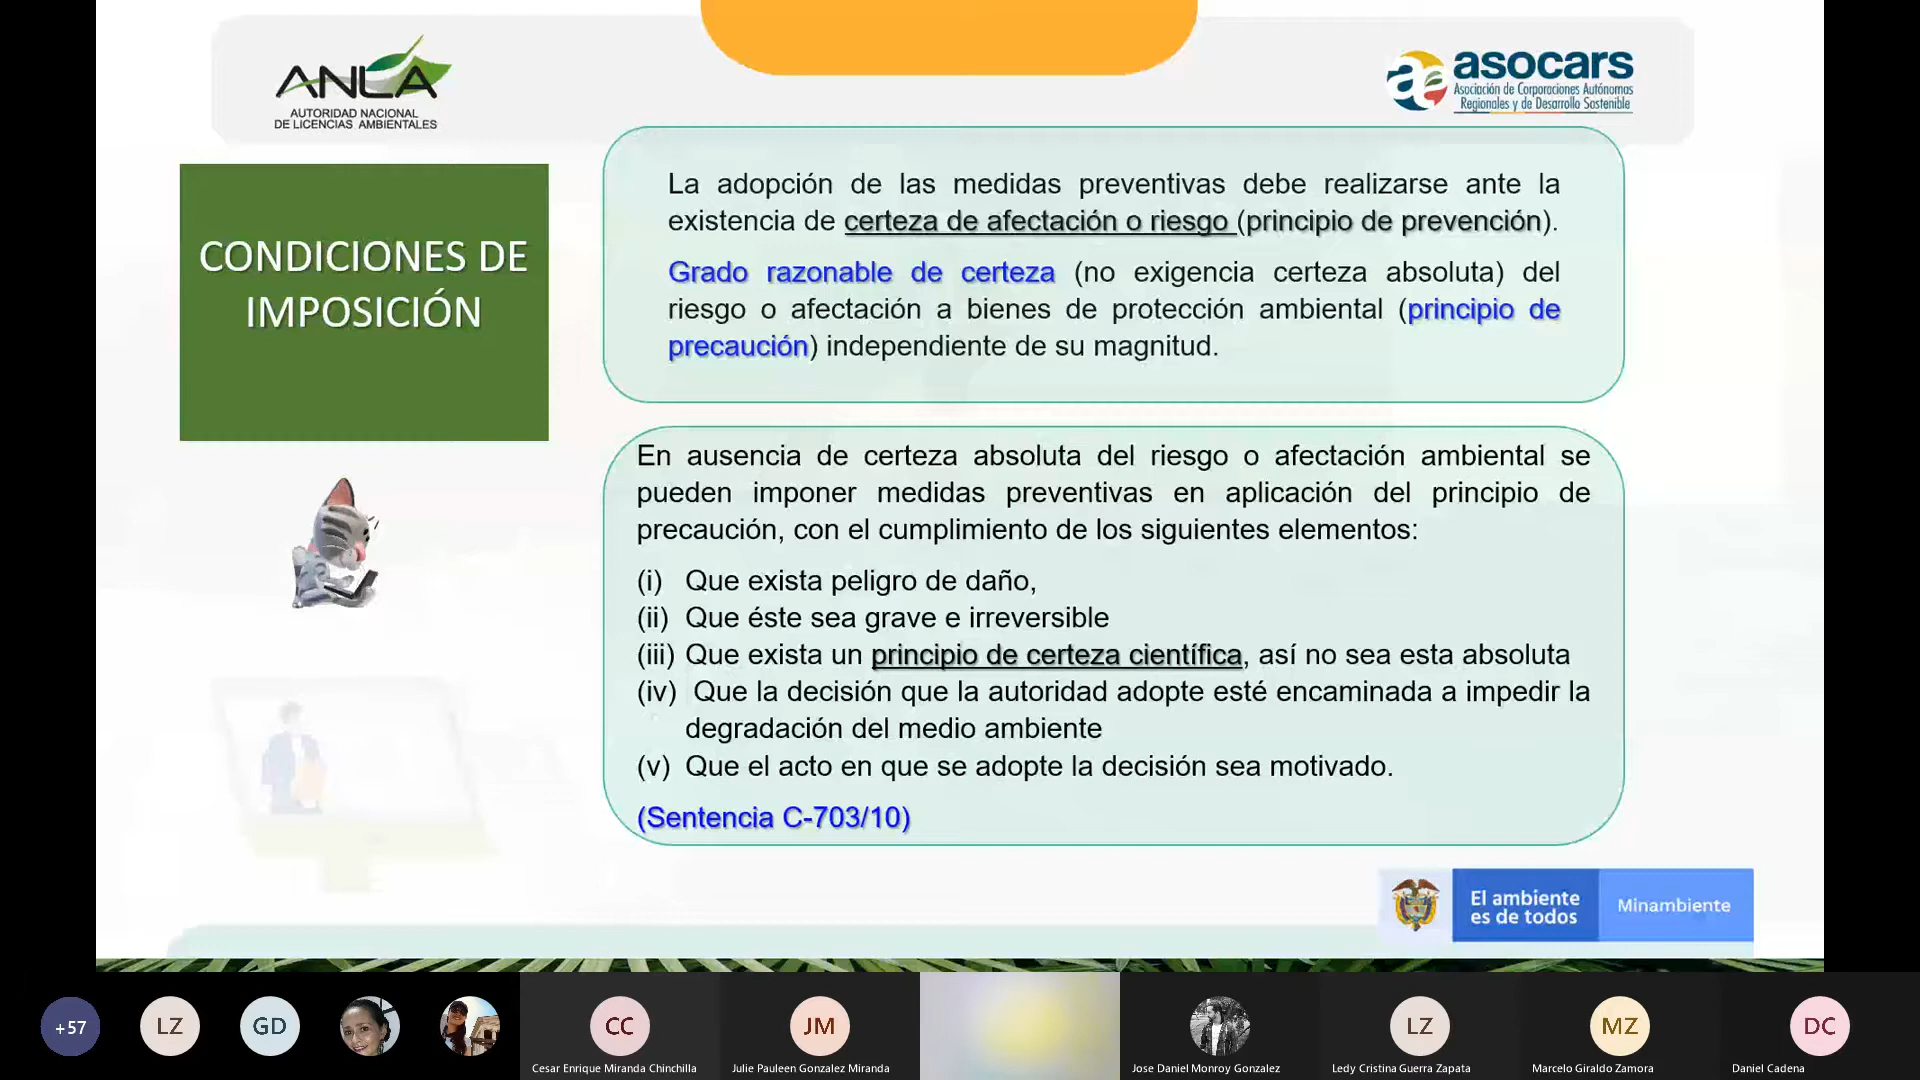 ANLA
AUTORIDAD NACIONAL
DE LICENCIAS AMBIENTALES
ae asocars
Asociación de Corporaciones Autónomas
Regionales y de Desarrollo Sostenible
CONDICIONES DE
IMPOSICIÓN
La adopción de las medidas preventivas debe realizarse ante la
existencia de certeza de afectación o riesgo (principio de prevención).
Grado razonable de certeza (no exigencia certeza absoluta) del
riesgo o afectación a bienes de protección ambiental (principio de
precaución) independiente de su magnitud.
En ausencia de certeza absoluta del riesgo o afectación ambiental se
pueden imponer medidas preventivas en aplicación del principio de
precaución, con el cumplimiento de los siguientes elementos:
(i) Que exista peligro de daño,
(ii) Que éste sea grave e irreversible
(iii) Que exista un principio de certeza científica, así no sea esta absoluta
(iv) Que la decisión que la autoridad adopte esté encaminada a impedir la
degradación del medio ambiente
(v) Que el acto en que se adopte la decisión sea motivado.
(Sentencia C-703/10)
El ambiente
es de todos
Minambiente
+57
LZ
GD
CC
JM
LZ
MZ
DC
Cesar Enrique Miranda Chinchilla
Julie Pauleen Gonzalez Miranda
Jose Daniel Monroy Gonzalez
Ledy Cristina Guerra Zapata
Marcelo Giraldo Zamora
Daniel Cadena